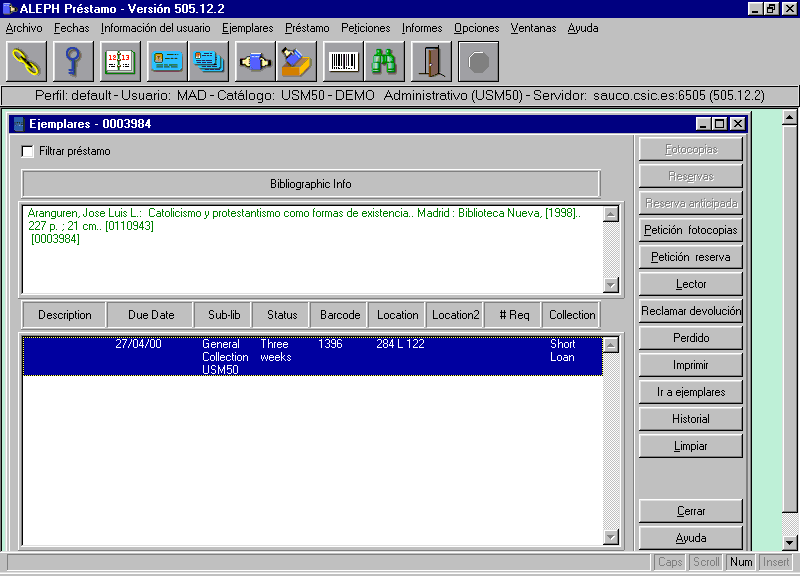 ALEPH Préstamo - Versión 505.12.2
Archivo Fechas Información del usuario Ejemplares Préstamo Peticiones Informes Opciones Ventanas Ayuda
Perfil: default - Usuario: MAD - Catálogo: USM50 - DEMO Administrativo (USM50) - Servidor: sauco.csic.es:6505 (505.12.2)
Ejemplares - 0003984
Filtrar préstamo
Bibliographic Info
Aranguren, Jose Luis L.: Catolicismo y protestantismo como formas de existencia.. Madrid : Biblioteca Nueva, [1998]..
227 p. ; 21 cm.. [0110943]
[0003984]
Description Due Date Sub-lib Status Barcode Location Location2 # Req Collection
27/04/00 General Three 1396 284 L 122 Short
Collection weeks Loan
USM50
Fotocopias
Reservas
Reserva anticipada
Petición fotocopias
Petición reserva
Lector
Reclamar devolución
Perdido
Imprimir
Ir a ejemplares
Historial
Limpiar
Cerrar
Ayuda
Caps Scroll Num Insert